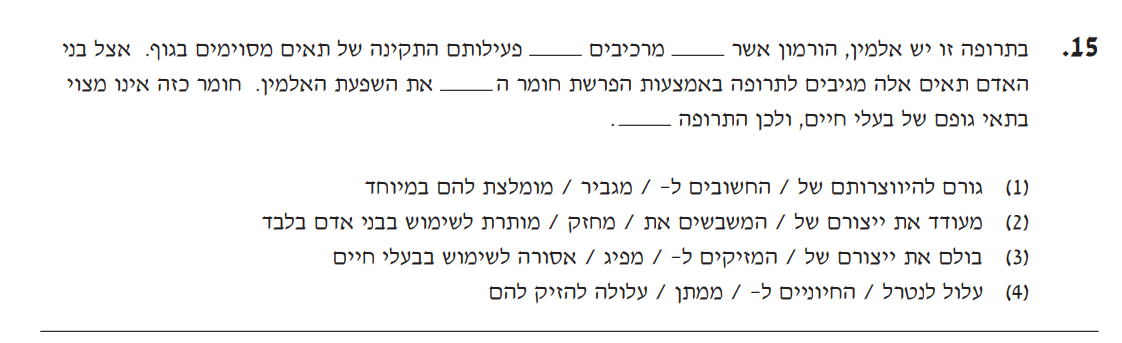 15. בתרופה זו יש אלמין, הורמון אשר _____ מרכיבים _____ פעילותם התקינה של תאים מסוימים בגוף. אצל בני
האדם תאים אלה מגיבים לתרופה באמצעות הפרשת חומר ה_____ את השפעת האלמין. חומר כזה אינו מצוי
בתאי גופם של בעלי חיים, ולכן התרופה _____.
(1) גורם להיווצרותם של / החשובים ל- / מגביר / מומלצת להם במיוחד
(2) מעודד את ייצורם של / המשבשים את / מחזק / מותרת לשימוש בבני אדם בלבד
(3) בולם את ייצורם של / המזיקים ל- / מפיג / אסורה לשימוש בבעלי חיים
(4) עלול לנטרל / החיוניים ל- / ממתן / עלולה להזיק להם